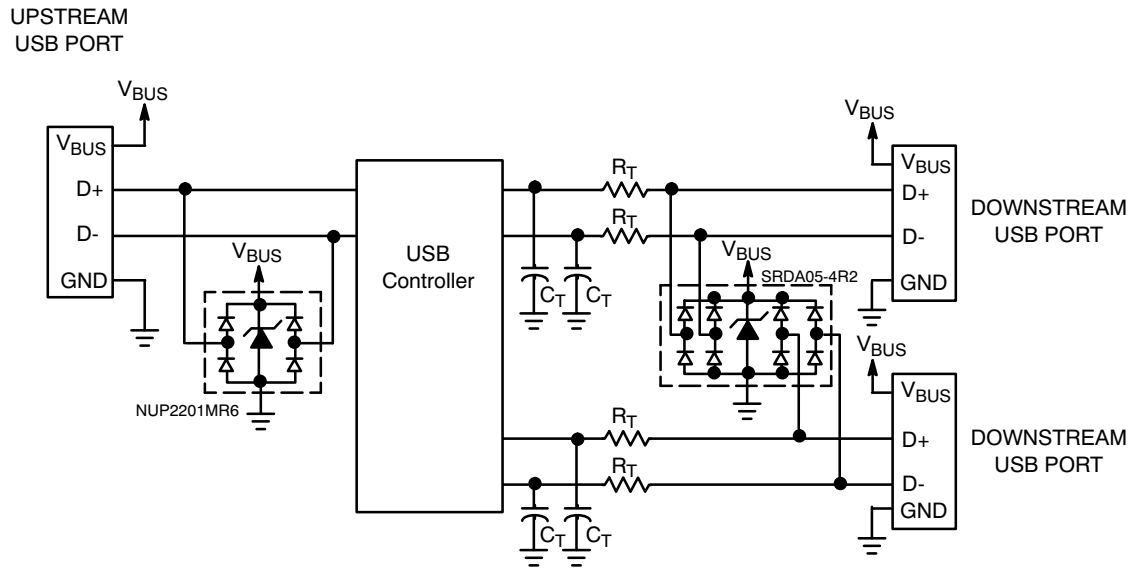 UPSTREAM
USB PORT
VBUS
VBUS
D+
D-
GND
VBUS
NUP2201MR6
USB
Controller
RT
RT
CT
CT
VBUS
SRDA05-4R2
VBUS
VBUS
D+
D-
GND
DOWNSTREAM
USB PORT
RT
RT
CT
CT
VBUS
VBUS
D+
D-
GND
DOWNSTREAM
USB PORT